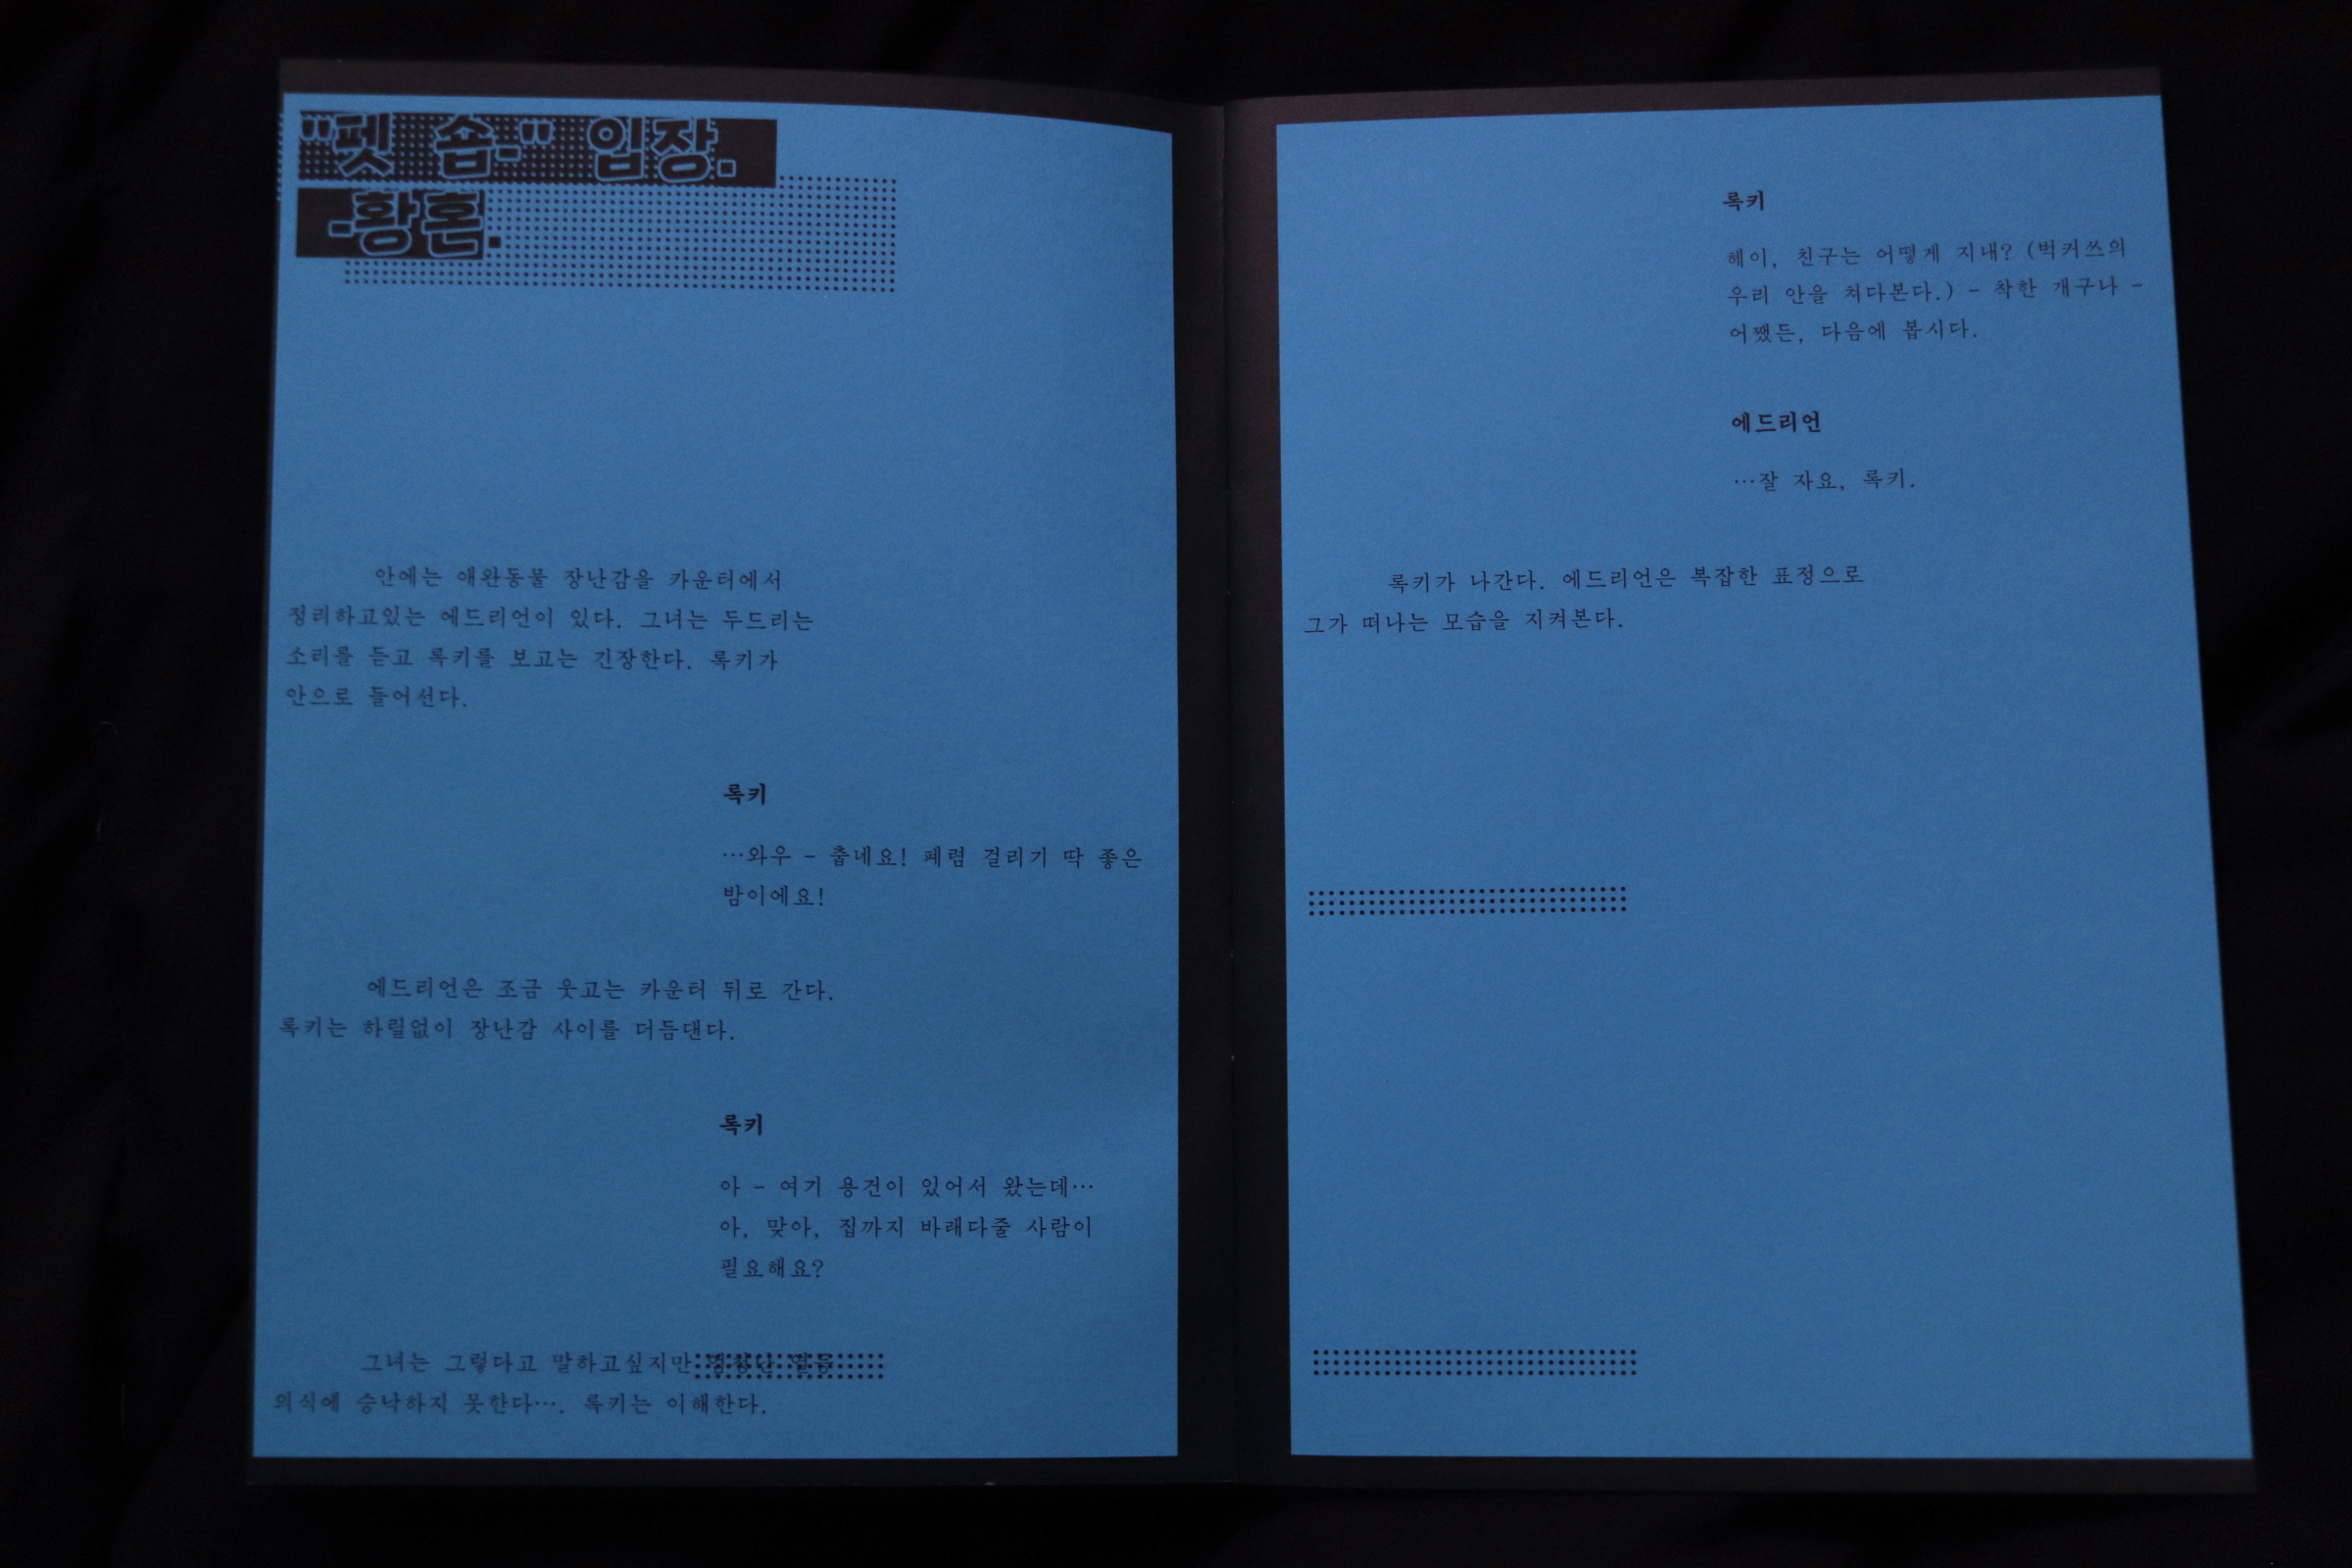 "펫 숍-" 입장.
-황혼.
안에는 애완동물 장난감을 카운터에서
정리하고있는 에드리언이 있다. 그녀는 두드리는
소리를 듣고 록키를 보고는 긴장한다. 록키가
안으로 들어선다.
록키
…와우 – 춥네요! 폐렴 걸리기 딱 좋은
밤이에요!
에드리언은 조금 웃고는 카운터 뒤로 간다.
록키는 하릴없이 장난감 사이를 더듬댄다.
록키
아 – 여기 용건이 있어서 왔는데…
아, 맞아, 집까지 바래다줄 사람이
필요해요?
그녀는 그렇다고 말하고싶지만
의식에 승낙하지 못한다…. 록키는 이해한다.
록키
헤이, 친구는 어떻게 지내? (벅커쓰의
우리 안을 쳐다본다.) – 착한 개구나 –
어쨌든, 다음에 봅시다.
에드리언
…잘 자요, 록키.
록키가 나간다. 에드리언은 복잡한 표정으로
그가 떠나는 모습을 지켜본다.